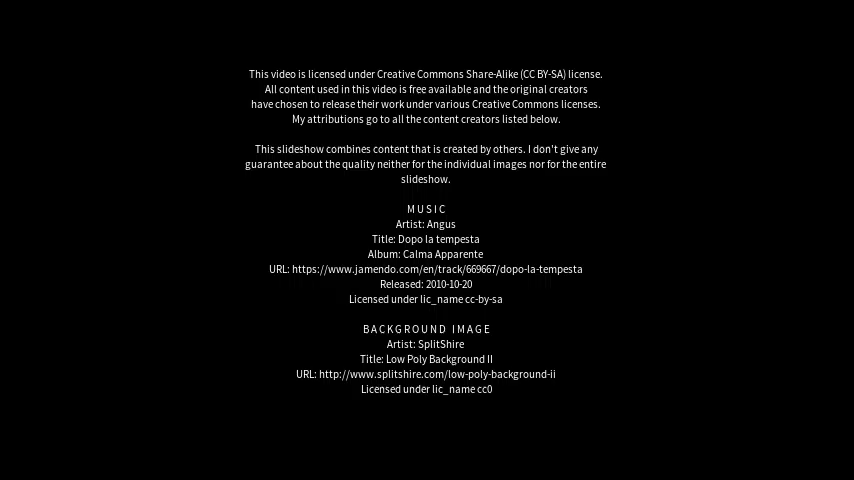 This video is licensed under Creative Commons Share-Alike (CC BY-SA) license.
All content used in this video is free available and the original creators
have chosen to release their work under various Creative Commons licenses.
My attributions go to all the content creators listed below.
This slideshow combines content that is created by others. I don't give any
guarantee about the quality neither for the individual images nor for the entire
slideshow.
MUSIC
Artist: Angus
Title: Dopo la tempesta
Album: Calma Apparente
URL: https://www.jamendo.com/en/track/669667/dopo-la-tempesta
Released: 2010-10-20
Licensed under lic_name cc-by-sa
BACKGROUND IMAGE
Artist: SplitShire
Title: Low Poly Background II
URL: http://www.splitshire.com/low-poly-background-ii
Licensed under lic_name cc0